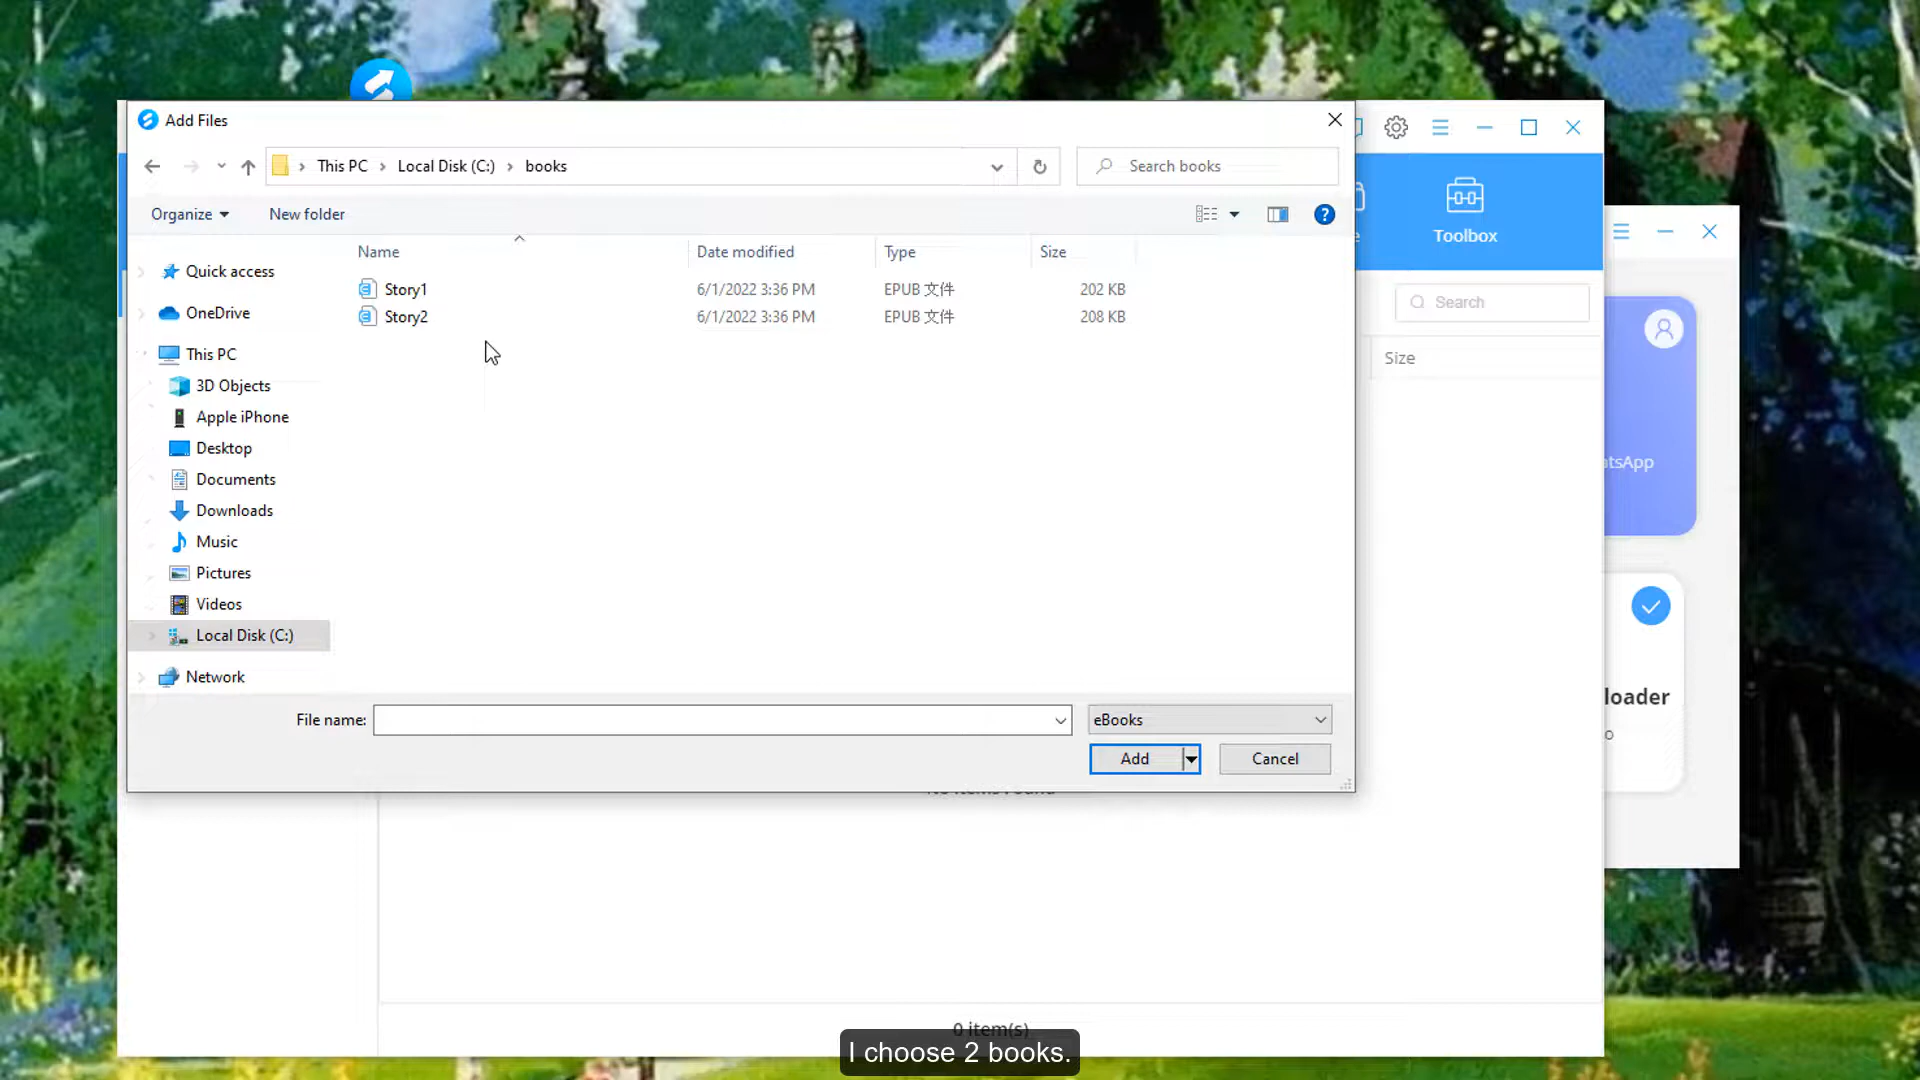 Add Files
This PC
Local Disk (C:)
books
Search books
Organize
New folder
Toolbox
Name
Date modified
Type
Size
Quick access
OneDrive
This PC
3D Objects
Apple iPhone
Desktop
Documents
Downloads
Music
Pictures
Videos
Local Disk (C:)
Network
Story1
6/1/2022 3:36 PM
EPUB 文件
202 KB
Story2
6/1/2022 3:36 PM
EPUB 文件
208 KB
Search
Size
atsApp
loader
File name:
eBooks
Add
Cancel
0 item(s)
I choose 2 books.